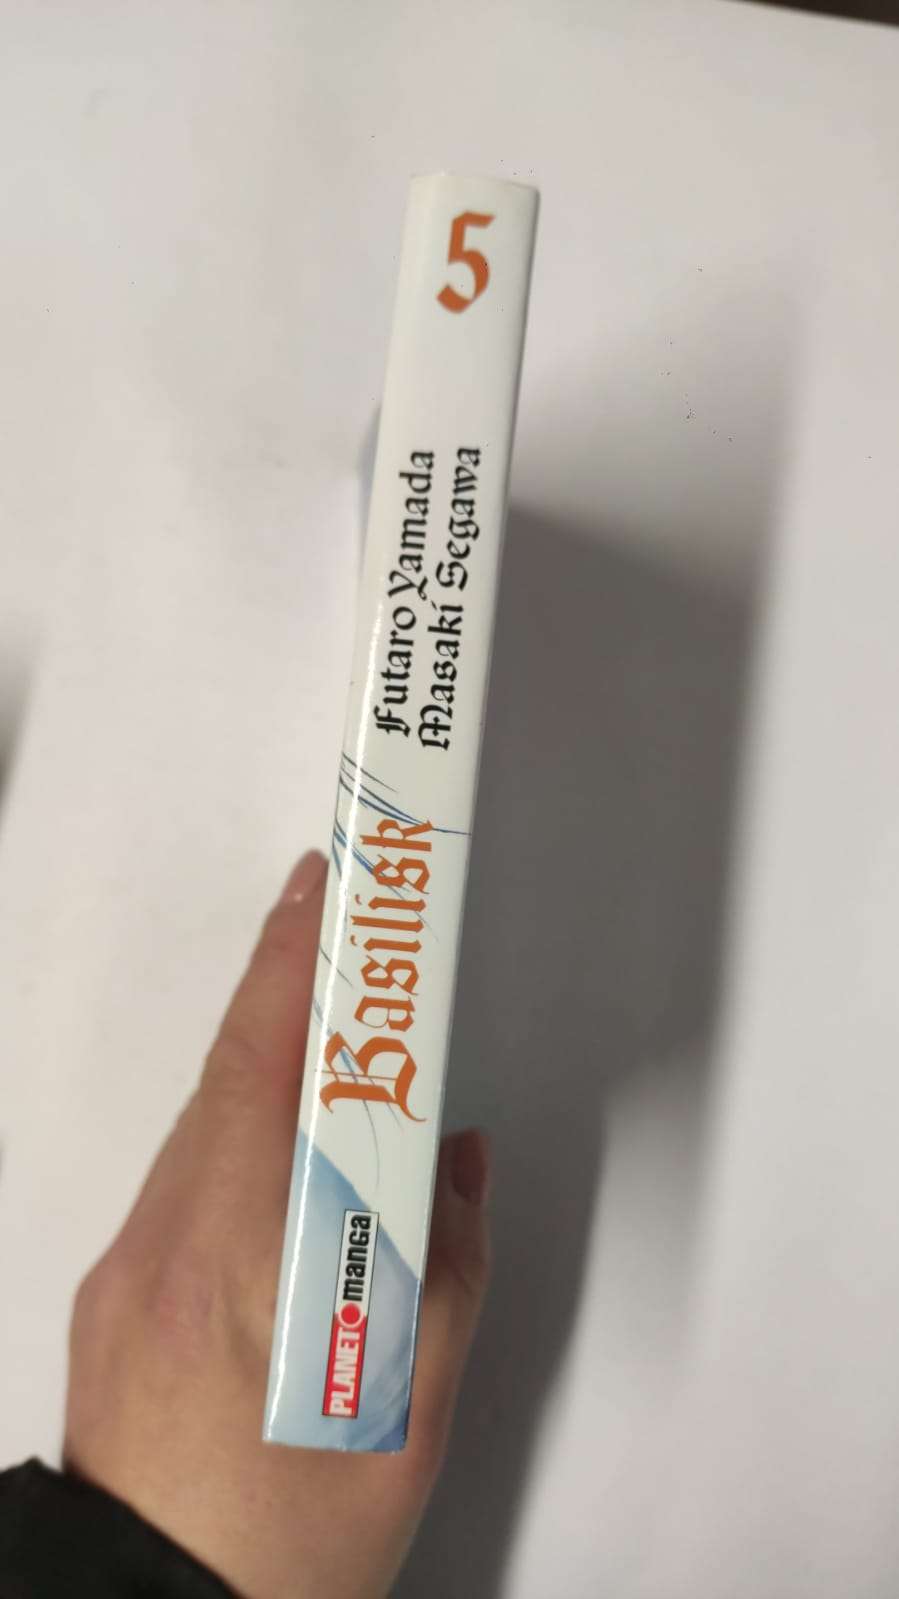 PLANET manga
Basilisk
Futaro Yamada
Masaki Segawa
5